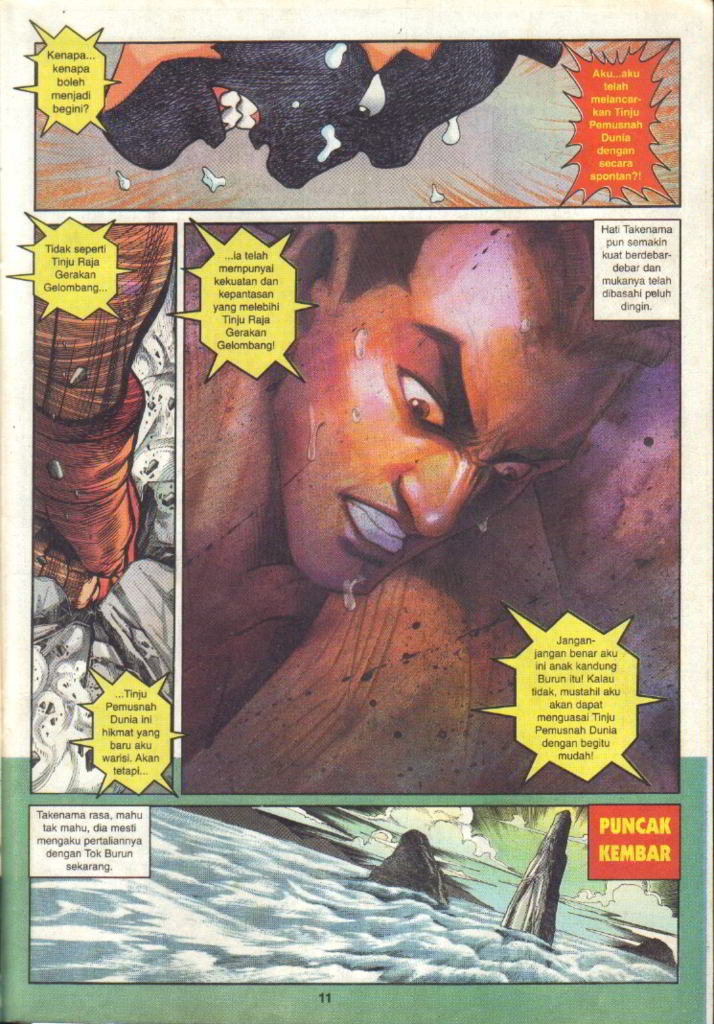 Kenapa...
kenapa
boleh
menjadi
begini?
Aku...aku
telah
melancar-
kan Tinju
Pemusnah
Dunia
dengan
secara
spontan?!
Tidak seperti
Tinju Raja
Gerakan
Gelombang...
...ia telah
mempunyai
kekuatan dan
kepantasan
yang melebihi
Tinju Raja
Gerakan
Gelombang!
Hati Takenama
pun semakin
kuat berdebar-
debar dan
mukanya telah
dibasahi peluh
dingin.
...Tinju
Pemusnah
Dunia ini
hikmat yang
baru aku
warisi. Akan
tetapi...
Jangan-
jangan benar aku
ini anak kandung
Burun itu! Kalau
tidak, mustahil aku
akan dapat
menguasai Tinju
Pemusnah Dunia
dengan begitu
mudah!
Takenama rasa, mahu
tak mahu, dia mesti
mengaku pertaliannya
dengan Tok Burun
sekarang.
PUNCAK
KEMBAR
11